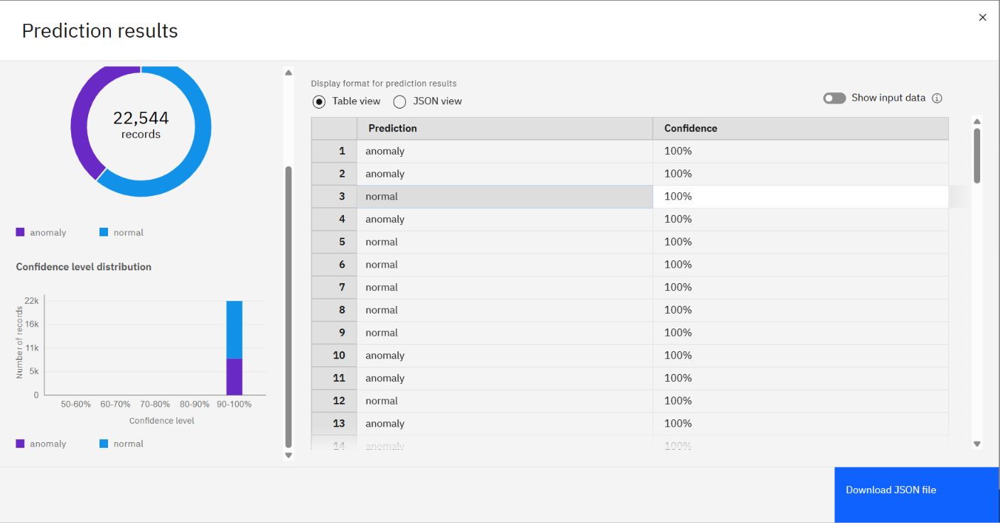 Prediction results
22,544
records
anomaly normal
Confidence level distribution
Number of records
22k
16k
11k
5k
0
50-60% 60-70% 70-80% 80-90% 90-100%
Confidence level
anomaly normal
Display format for prediction results
Table view JSON view
Show input data
Prediction Confidence
1 anomaly 100%
2 anomaly 100%
3 normal 100%
4 anomaly 100%
5 normal 100%
6 normal 100%
7 normal 100%
8 normal 100%
9 normal 100%
10 anomaly 100%
11 anomaly 100%
12 normal 100%
13 anomaly 100%
14 anomaly 100%
Download JSON file